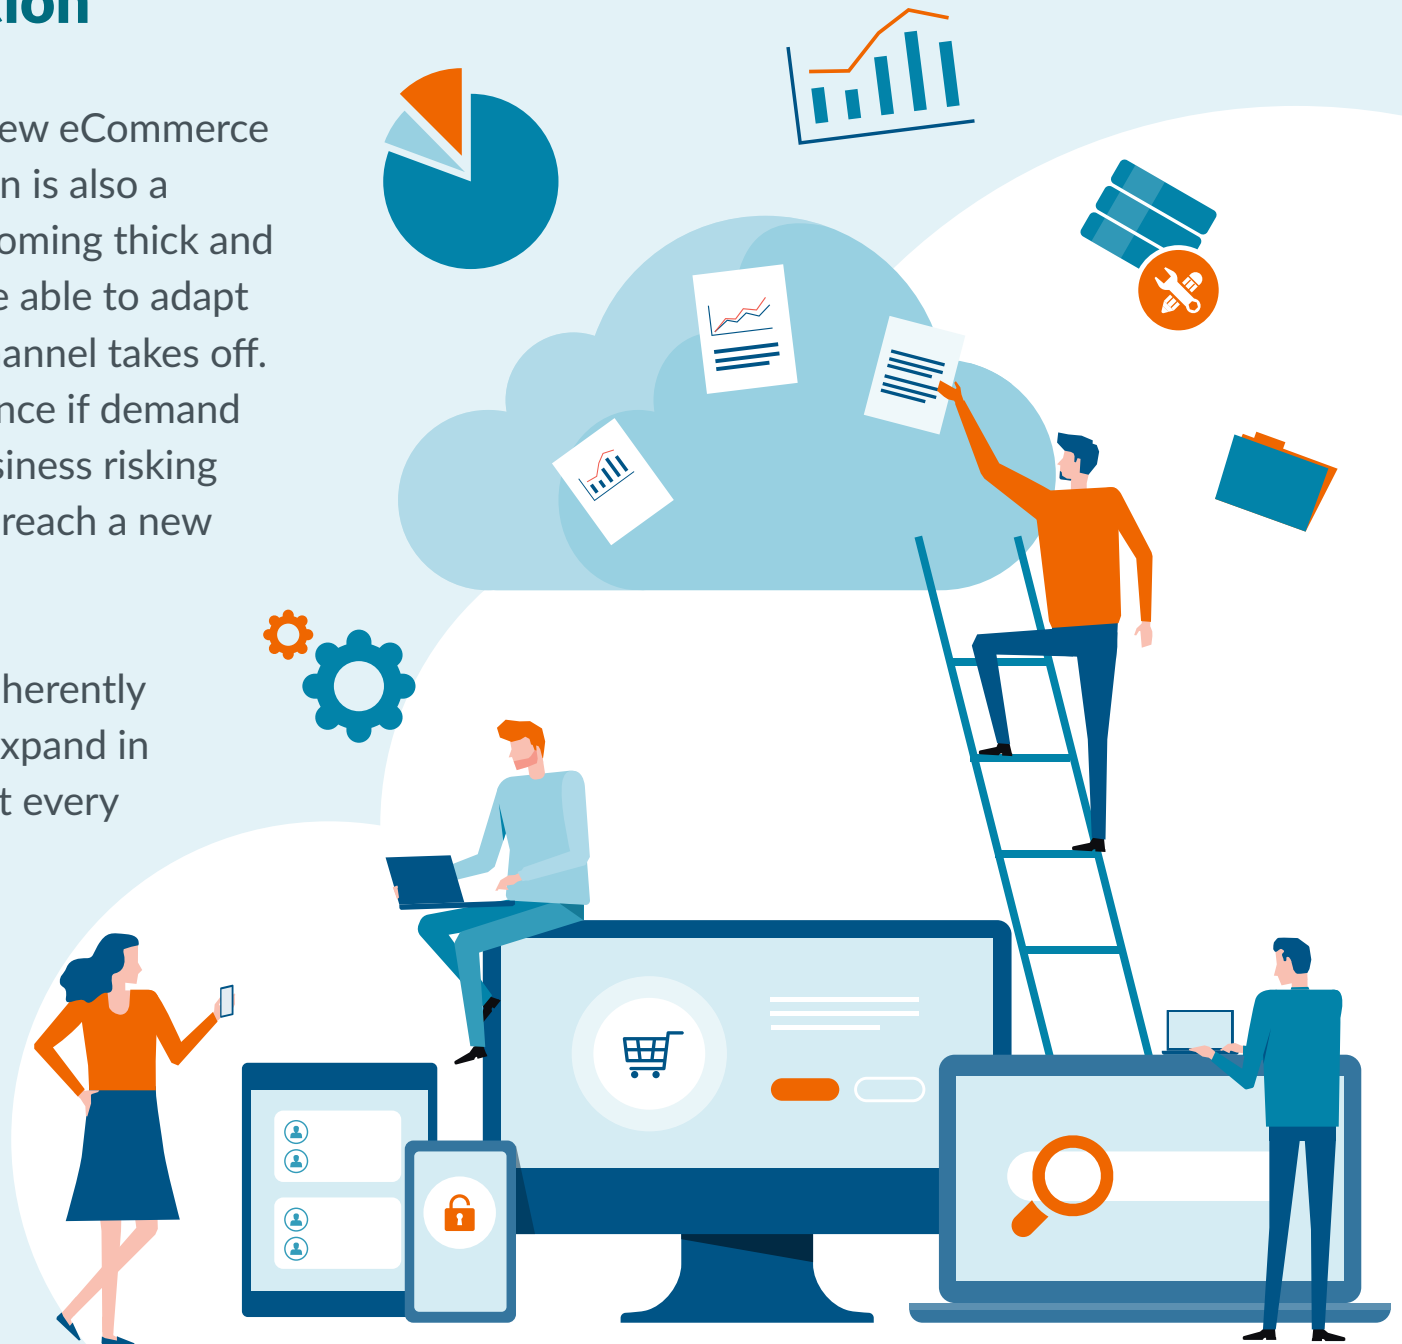 tion
ew eCommerce
n is also a
oming thick and
e able to adapt
annel takes off.
nce if demand
siness risking
reach a new
herently
xpand in
t every